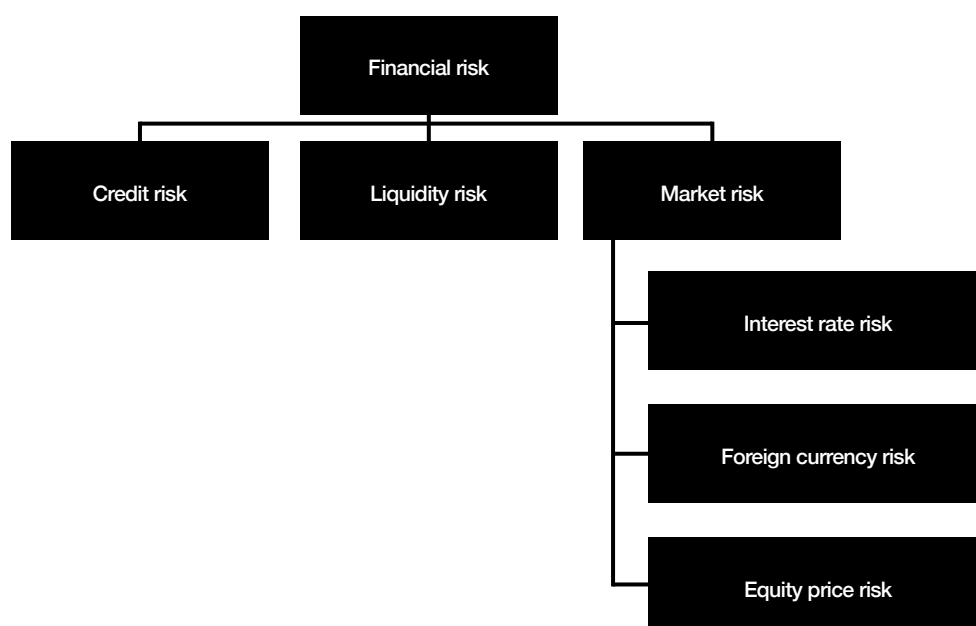 Financial risk
Credit risk
Liquidity risk
Market risk
Interest rate risk
Foreign currency risk
Equity price risk